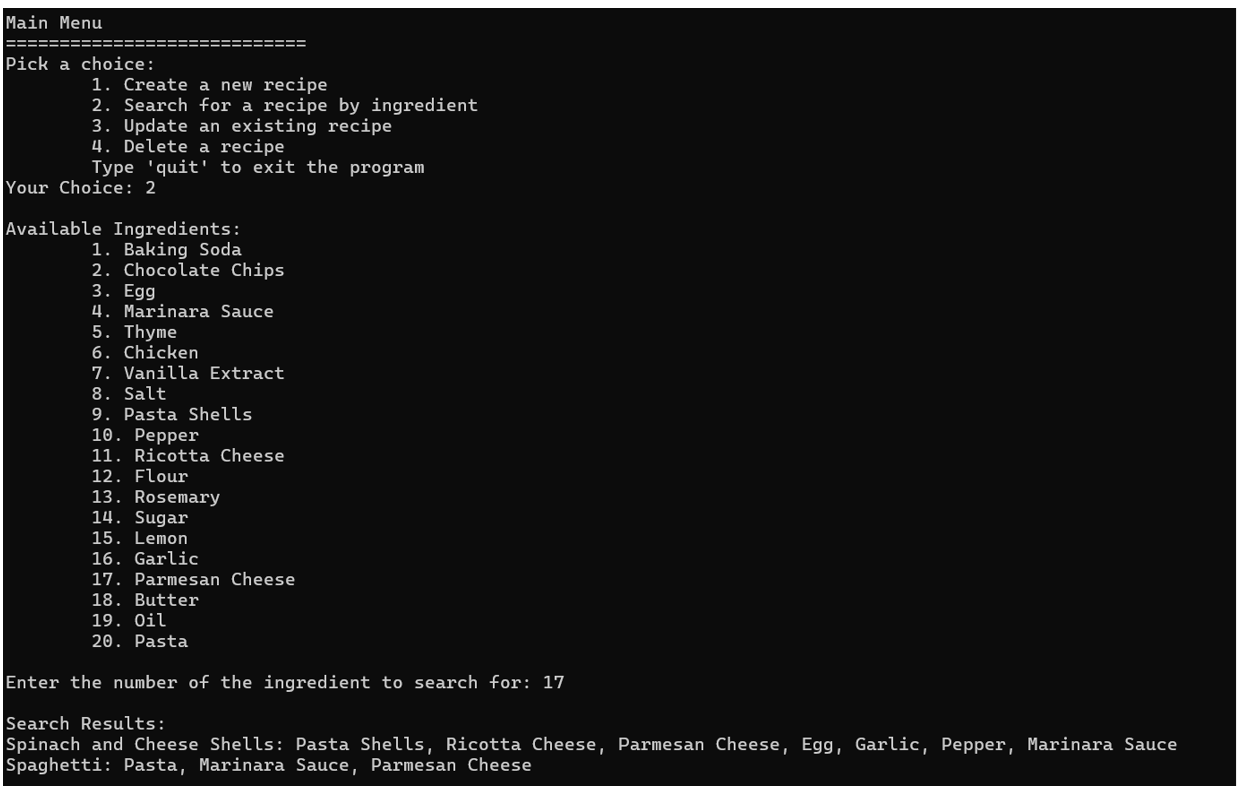 Main Menu
============================
Pick a choice:
1. Create a new recipe
2. Search for a recipe by ingredient
3. Update an existing recipe
4. Delete a recipe
Type 'quit' to exit the program
Your Choice: 2
Available Ingredients:
1. Baking Soda
2. Chocolate Chips
3. Egg
4. Marinara Sauce
5. Thyme
6. Chicken
7. Vanilla Extract
8. Salt
9. Pasta Shells
10. Pepper
11. Ricotta Cheese
12. Flour
13. Rosemary
14. Sugar
15. Lemon
16. Garlic
17. Parmesan Cheese
18. Butter
19. Oil
20. Pasta
Enter the number of the ingredient to search for: 17
Search Results:
Spinach and Cheese Shells: Pasta Shells, Ricotta Cheese, Parmesan Cheese, Egg, Garlic, Pepper, Marinara Sauce
Spaghetti: Pasta, Marinara Sauce, Parmesan Cheese